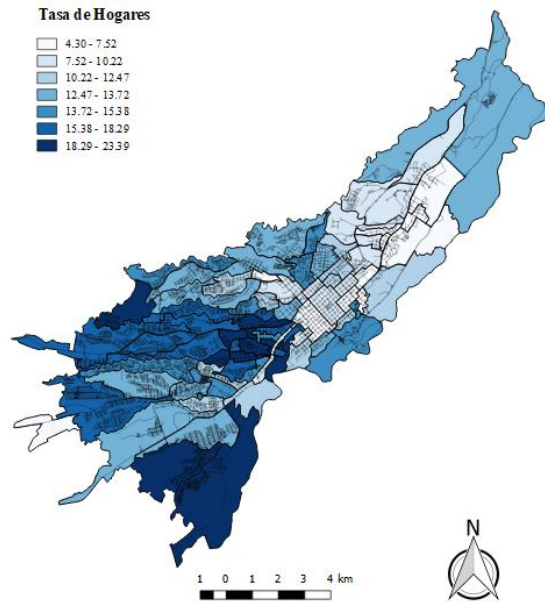 Tasa de Hogares
4.30 - 7.52
7.52 - 10.22
10.22 - 12.47
12.47 - 13.72
13.72 - 15.38
15.38 - 18.29
18.29 - 23.39
N
1 0 1 2 3 4 km